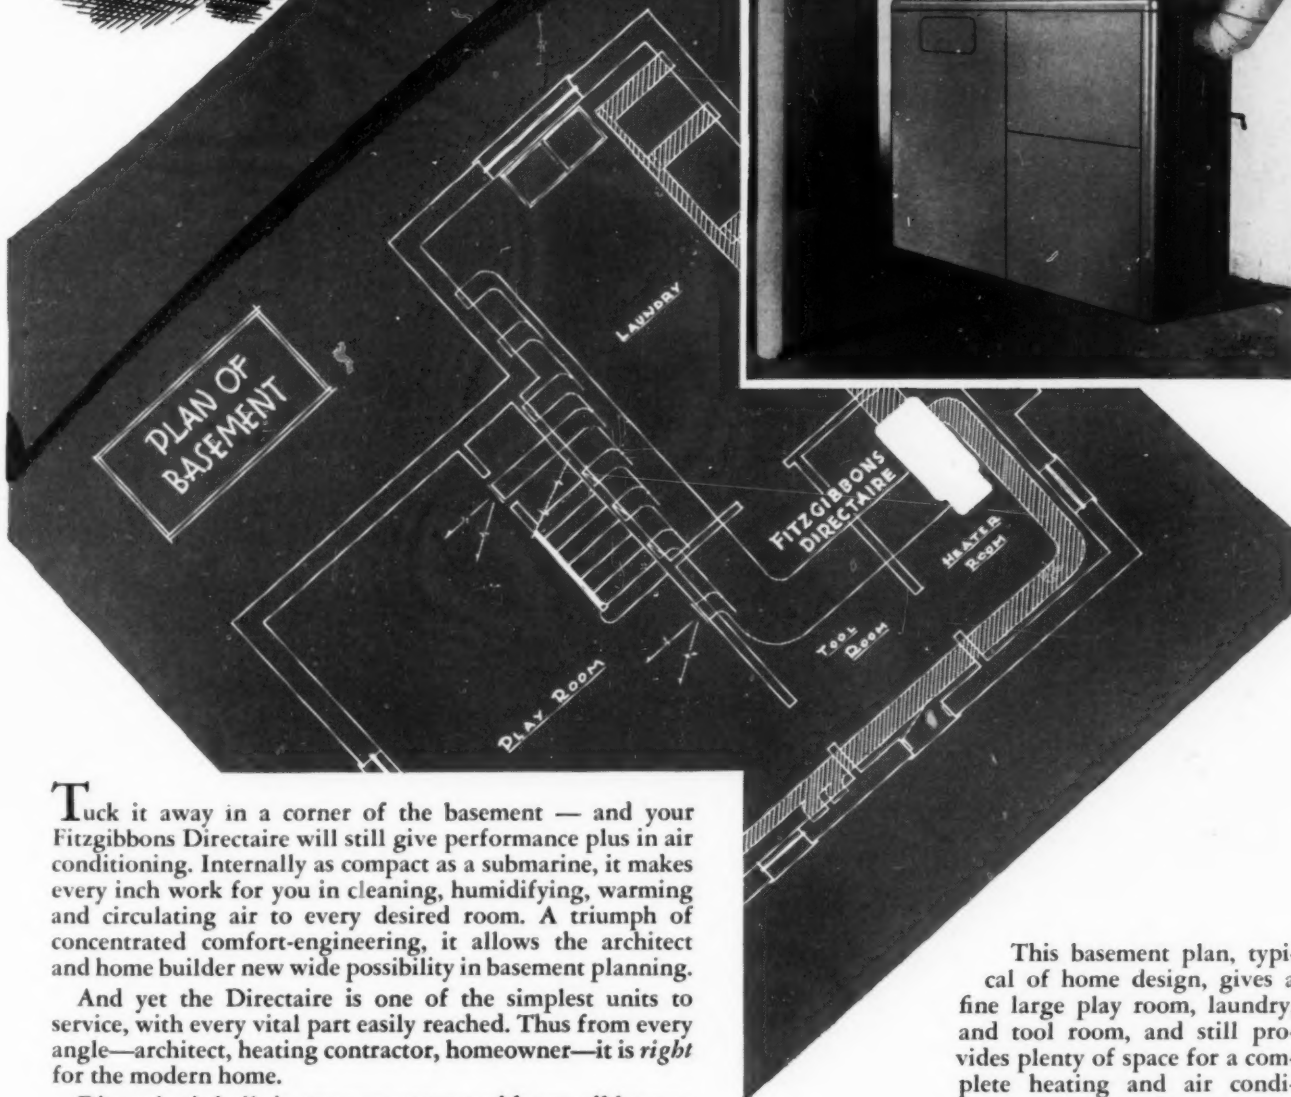 PLAN OF
BASEMENT
LAUNDRY
FITZGIBBONS
DIRECTAIRE
HEATER
ROOM
TOOL
ROOM
PLAY ROOM
Tuck it away in a corner of the basement — and your
Fitzgibbons Directaire will still give performance plus in air
conditioning. Internally as compact as a submarine, it makes
every inch work for you in cleaning, humidifying, warming
and circulating air to every desired room. A triumph of
concentrated comfort-engineering, it allows the architect
and home builder new wide possibility in basement planning.
And yet the Directaire is one of the simplest units to
service, with every vital part easily reached. Thus from every
angle—architect, heating contractor, homeowner—it is right
for the modern home.
This basement plan, typi-
cal of home design, gives a
fine large play room, laundry,
and tool room, and still pro-
vides plenty of space for a com-
plete heating and air condi-